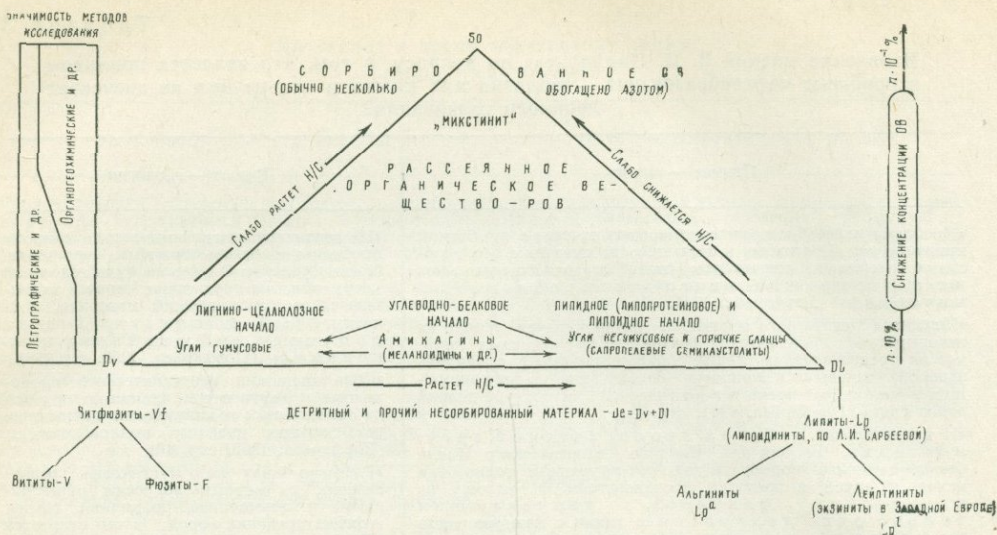 ЗНАЧИМОСТЬ МЕТОДОВ
ИССЛЕДОВАНИЯ
ПЕТРОГРАФИЧЕСКИЕ И ДР.
ОРГАНОГЕОХИМИЧЕСКИЕ И ДР.
So
СОРБИРОВАННОЕ ОВ
(ОБЫЧНО НЕСКОЛЬКО ОБОГАЩЕНО АЗОТОМ)
„МИКСТИНИТ"
РАССЕЯННОЕ
ОРГАНИЧЕСКОЕ ВЕ-
ЩЕСТВО-РОВ
СЛАБО РАСТЕТ Н/С
СЛАБО СНИЖАЕТСЯ Н/С
n·10⁻¹%
СНИЖЕНИЕ КОНЦЕНТРАЦИИ ОВ
ЛИГНИНО-ЦЕЛЛЮЛОЗНОЕ
НАЧАЛО
УГЛЕВОДНО-БЕЛКОВОЕ
НАЧАЛО
ЛИПИДНОЕ (ЛИПОПРОТЕИНОВОЕ) И
ЛИПОИДНОЕ НАЧАЛО
УГЛИ ГУМУСОВЫЕ
АМИКАГИНЫ
(МЕЛАНОИДИНЫ И ДР.)
УГЛИ НЕГУМУСОВЫЕ И ГОРЮЧИЕ СЛАНЦЫ
(САПРОПЕЛЕВЫЕ СЕМИКАУСТОЛИТЫ)
Dv
Dl
РАСТЕТ Н/С
ДЕТРИТНЫЙ И ПРОЧИЙ НЕСОРБИРОВАННЫЙ МАТЕРИАЛ - De=Dv+Dl
ВИТФЮЗИТЫ-Vf
ВИТИТЫ-V
ФЮЗИТЫ-F
ЛИПИТЫ-Lp
(ЛИПОИДИНИТЫ, ПО Л.И. САРБЕЕВОЙ)
АЛЬГИНИТЫ
Lpᵃ
ЛЕЙПТИНИТЫ
(ЭКЗИНИТЫ В ЗАПАДНОЙ ЕВРОПЕ)